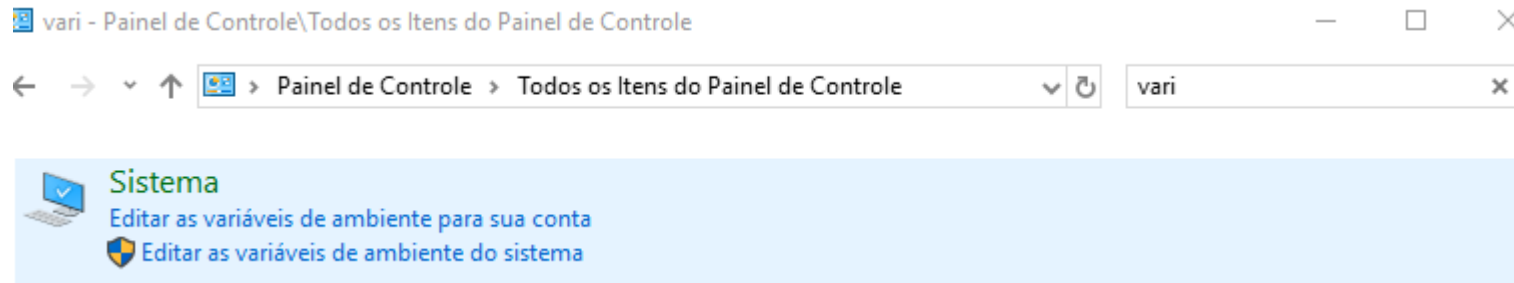 vari - Painel de Controle\Todos os Itens do Painel de Controle
Painel de Controle > Todos os Itens do Painel de Controle vari
Sistema
Editar as variáveis de ambiente para sua conta
Editar as variáveis de ambiente do sistema